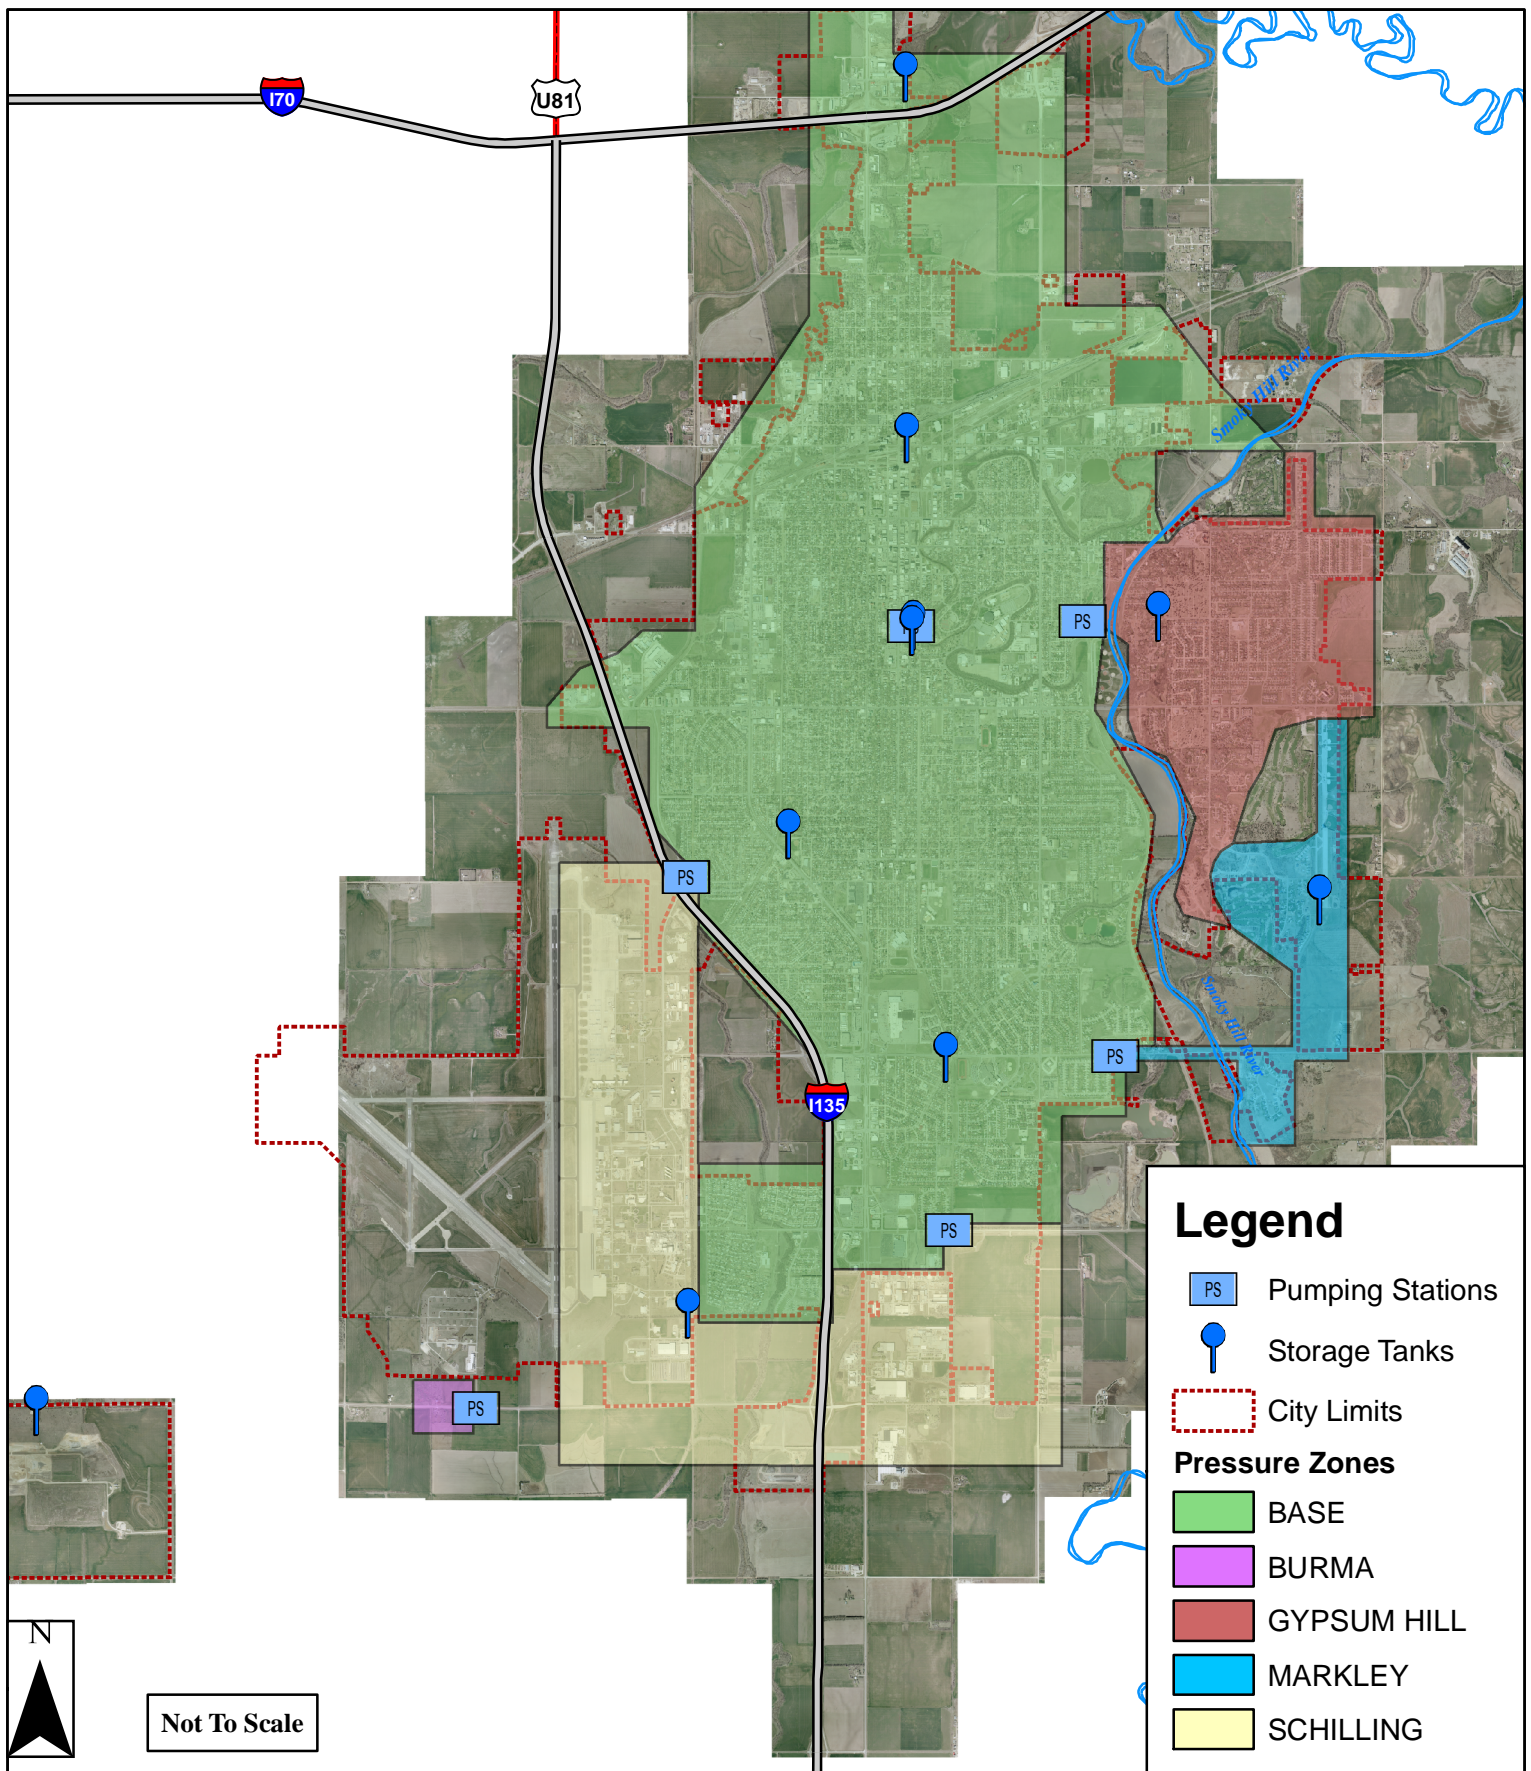 I70
U81
Smoky Hill River
PS
PS
PS
Smoky Hill River
PS
I135
PS
PS
N
Not To Scale
Legend
PS Pumping Stations
Storage Tanks
City Limits
Pressure Zones
BASE
BURMA
GYPSUM HILL
MARKLEY
SCHILLING